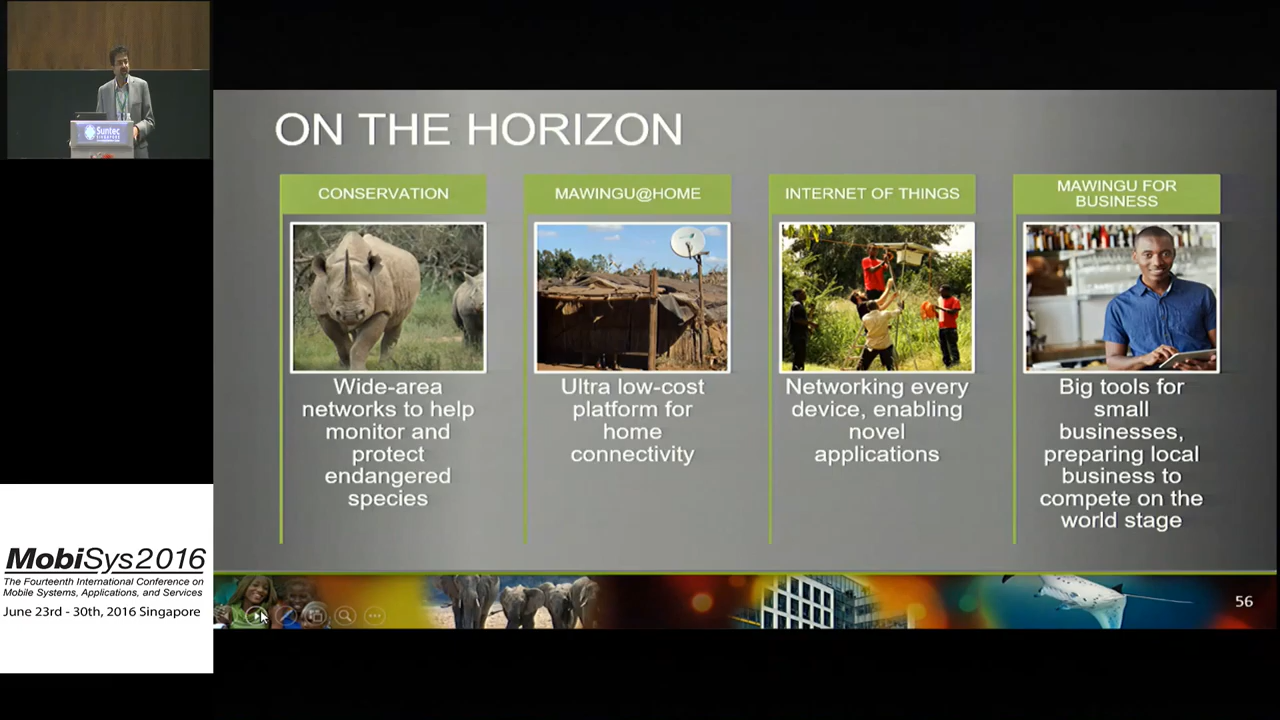 Suntec
SINGAPORE
ON THE HORIZON
CONSERVATION
Wide-area
networks to help
monitor and
protect
endangered
species
MAWINGU@HOME
Ultra low-cost
platform for
home
connectivity
INTERNET OF THINGS
Networking every
device, enabling
novel
applications
MAWINGU FOR
BUSINESS
Big tools for
small
businesses,
preparing local
business to
compete on the
world stage
56
MobiSys2016
The Fourteenth International Conference on
Mobile Systems, Applications, and Services
June 23rd - 30th, 2016 Singapore